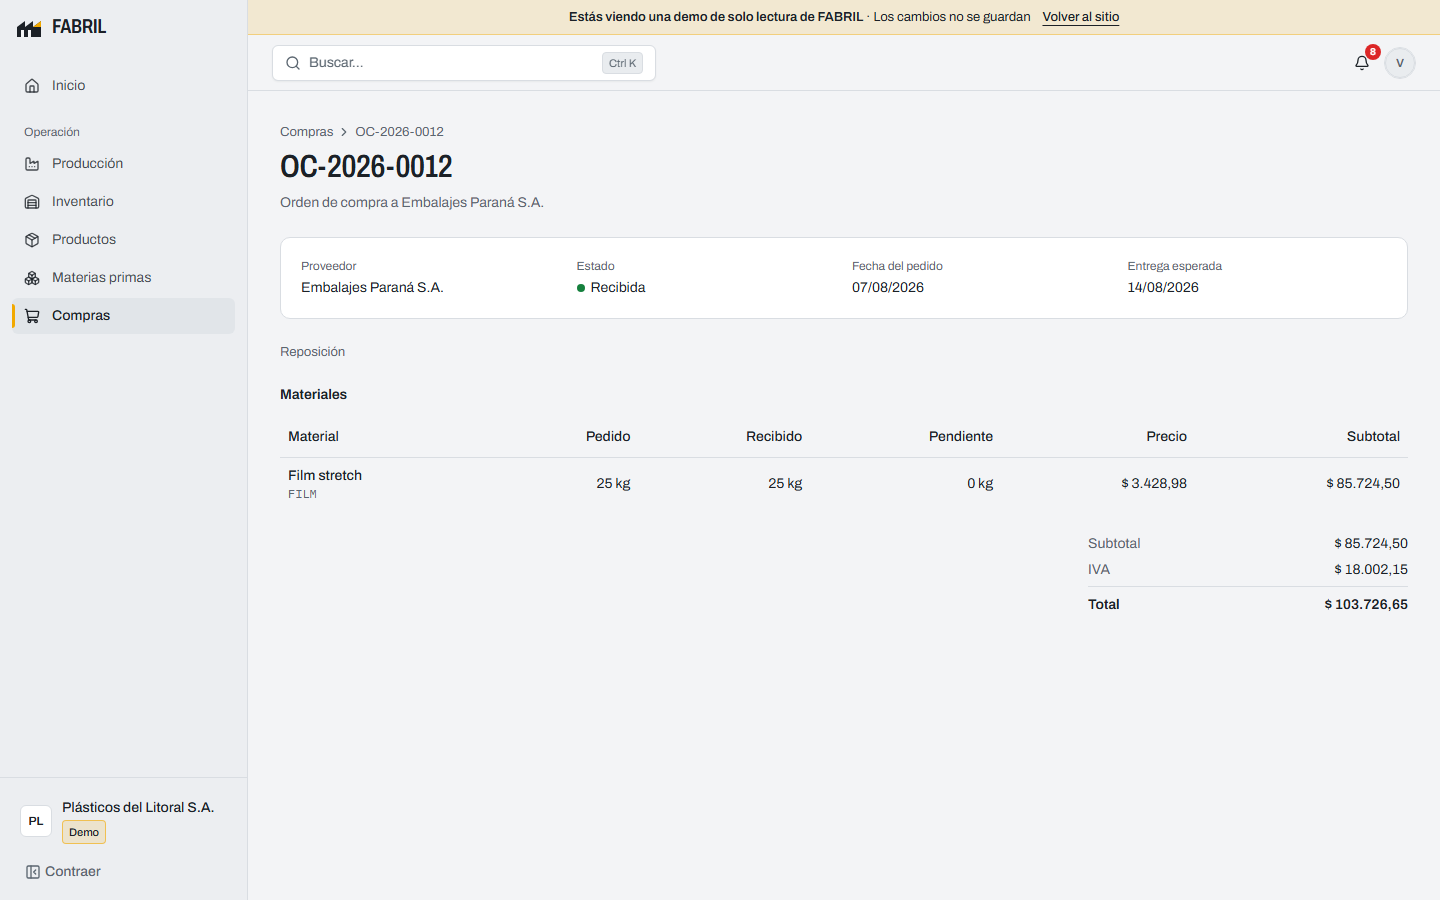 FABRIL
Inicio
Operación
Producción
Inventario
Productos
Materias primas
Compras
PL
Plásticos del Litoral S.A.
Demo
Contraer
Estás viendo una demo de solo lectura de FABRIL · Los cambios no se guardan Volver al sitio
Buscar... Ctrl K
8
V
Compras OC-2026-0012
OC-2026-0012
Orden de compra a Embalajes Paraná S.A.
Proveedor Estado Fecha del pedido Entrega esperada
Embalajes Paraná S.A. Recibida 07/08/2026 14/08/2026
Reposición
Materiales
Material Pedido Recibido Pendiente Precio Subtotal
Film stretch 25 kg 25 kg 0 kg $ 3.428,98 $ 85.724,50
FILM
Subtotal $ 85.724,50
IVA $ 18.002,15
Total $ 103.726,65